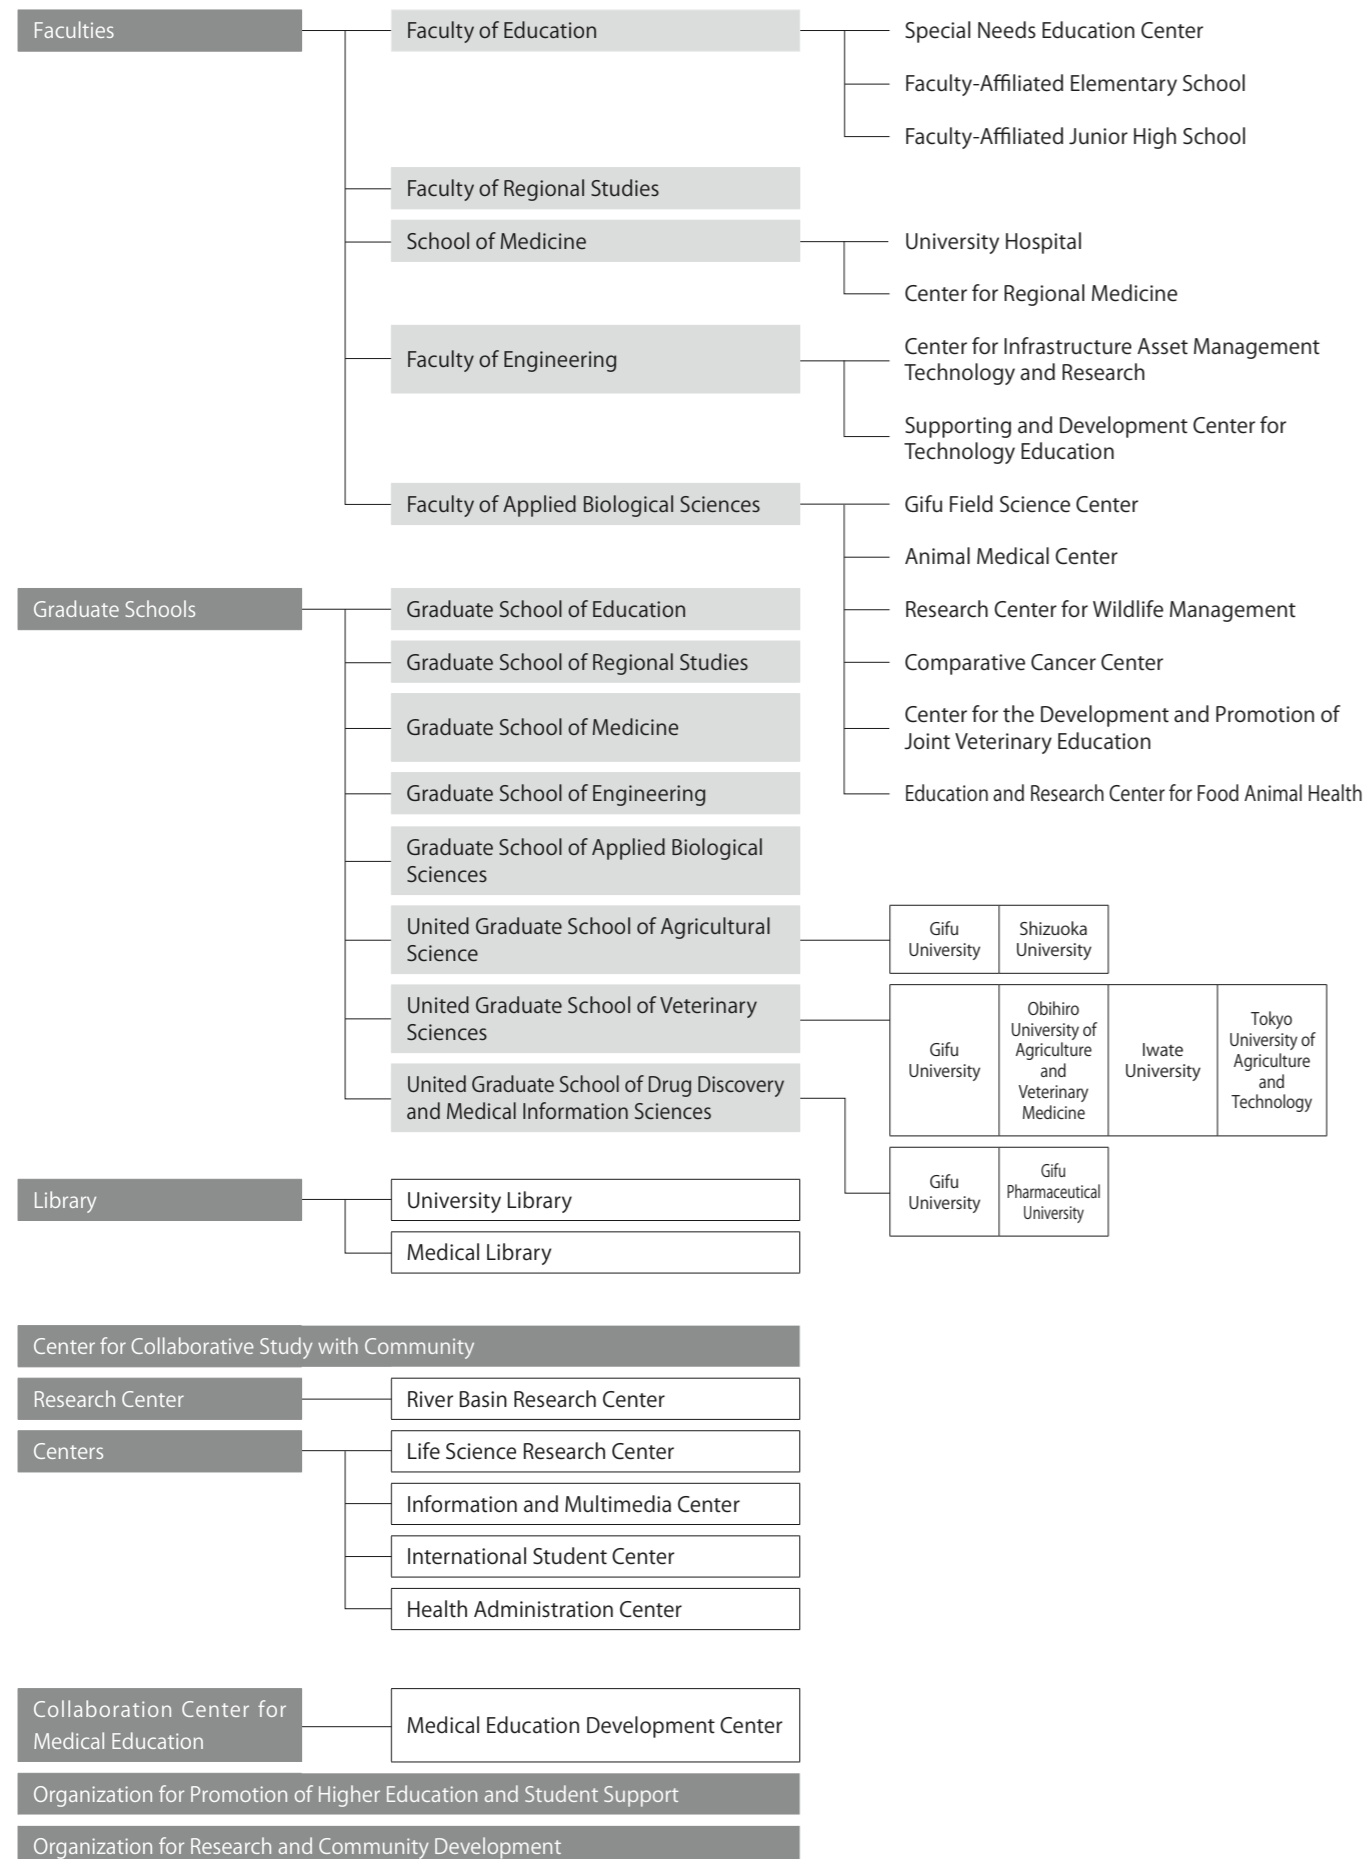 Faculties
Faculty of Education
Special Needs Education Center
Faculty-Affiliated Elementary School
Faculty-Affiliated Junior High School
Faculty of Regional Studies
School of Medicine
University Hospital
Center for Regional Medicine
Faculty of Engineering
Center for Infrastructure Asset Management
Technology and Research
Supporting and Development Center for
Technology Education
Faculty of Applied Biological Sciences
Gifu Field Science Center
Animal Medical Center
Research Center for Wildlife Management
Comparative Cancer Center
Center for the Development and Promotion of
Joint Veterinary Education
Education and Research Center for Food Animal Health
Graduate Schools
Graduate School of Education
Graduate School of Regional Studies
Graduate School of Medicine
Graduate School of Engineering
Graduate School of Applied Biological
Sciences
United Graduate School of Agricultural
Science
Gifu
University
Shizuoka
University
United Graduate School of Veterinary
Sciences
Gifu
University
Obihiro
University of
Agriculture
and
Veterinary
Medicine
Iwate
University
Tokyo
University of
Agriculture
and
Technology
United Graduate School of Drug Discovery
and Medical Information Sciences
Gifu
University
Gifu
Pharmaceutical
University
Library
University Library
Medical Library
Center for Collaborative Study with Community
Research Center
River Basin Research Center
Centers
Life Science Research Center
Information and Multimedia Center
International Student Center
Health Administration Center
Collaboration Center for
Medical Education
Medical Education Development Center
Organization for Promotion of Higher Education and Student Support
Organization for Research and Community Development